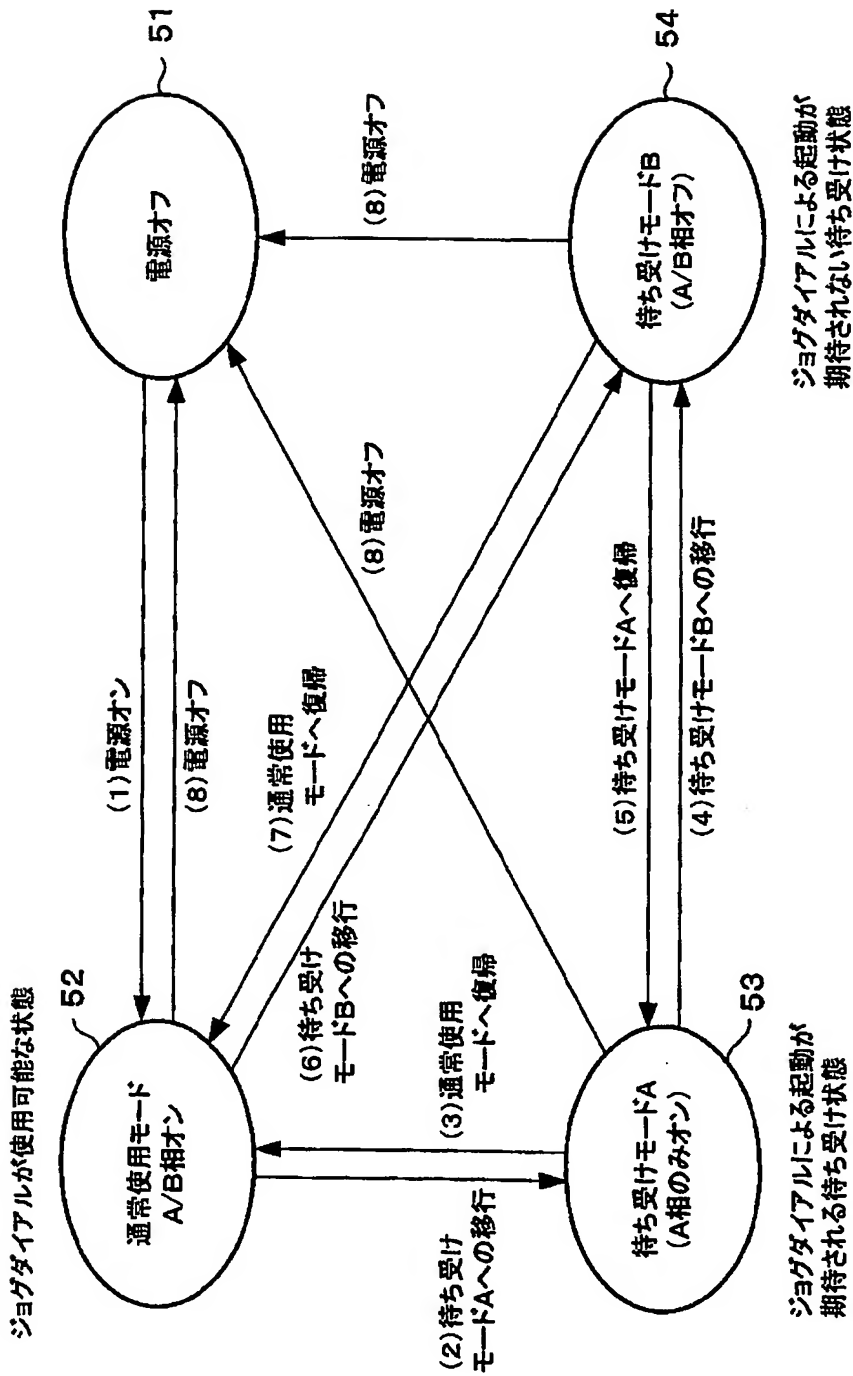 ジョグダイアルが使用可能な状態
52
通常使用モード
A/B相オン
(1)電源オン
(8)電源オフ
51
電源オフ
(2)待ち受け
モードAへの移行
(3)通常使用
モードへ復帰
(6)待ち受け
モードBへの移行
(7)通常使用
モードへ復帰
(8)電源オフ
(8)電源オフ
53
待ち受けモードA
(A相のみオン)
(5)待ち受けモードAへ復帰
(4)待ち受けモードBへの移行
54
待ち受けモードB
(A/B相オフ)
ジョグダイアルによる起動が
期待される待ち受け状態
ジョグダイアルによる起動が
期待されない待ち受け状態